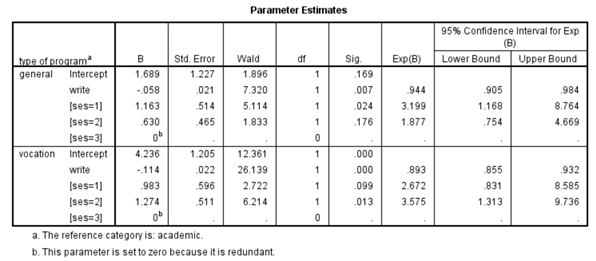 Parameter Estimates
95% Confidence Interval for Exp (B)
type of program^a B Std. Error Wald df Sig. Exp(B) Lower Bound Upper Bound
general Intercept 1.689 1.227 1.896 1 .169
write -.058 .021 7.320 1 .007 .944 .905 .984
[ses=1] 1.163 .514 5.114 1 .024 3.199 1.168 8.764
[ses=2] .630 .465 1.833 1 .176 1.877 .754 4.669
[ses=3] 0^b . . 0 . . . .
vocation Intercept 4.236 1.205 12.361 1 .000
write -.114 .022 26.139 1 .000 .893 .855 .932
[ses=1] .983 .596 2.722 1 .099 2.672 .831 8.585
[ses=2] 1.274 .511 6.214 1 .013 3.575 1.313 9.736
[ses=3] 0^b . . 0 . . . .
a. The reference category is: academic.
b. This parameter is set to zero because it is redundant.